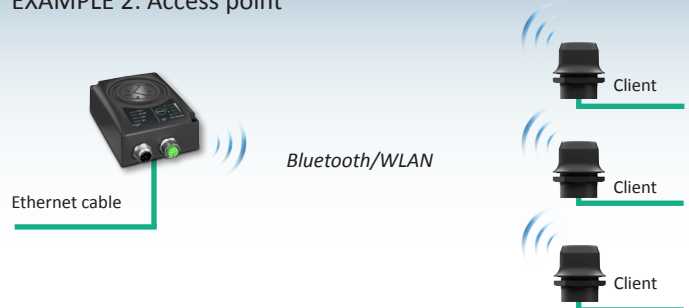 EXAMPLE 2: Access point
Client
Bluetooth/WLAN
Client
Ethernet cable
Client